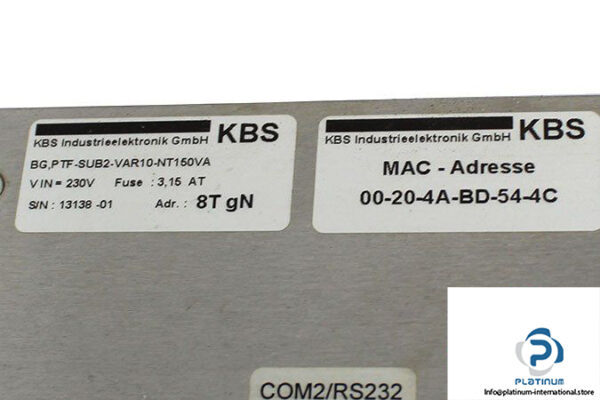 KBS Industrieelektronik GmbH KBS
BG,PTF-SUB2-VAR10-NT150VA
V IN = 230V Fuse : 3,15 AT
S/N : 13138 -01 Adr. : 8T gN
KBS Industrieelektronik GmbH KBS
MAC - Adresse
00-20-4A-BD-54-4C
COM2/RS232
PLATINUM
info@platinum-international.store